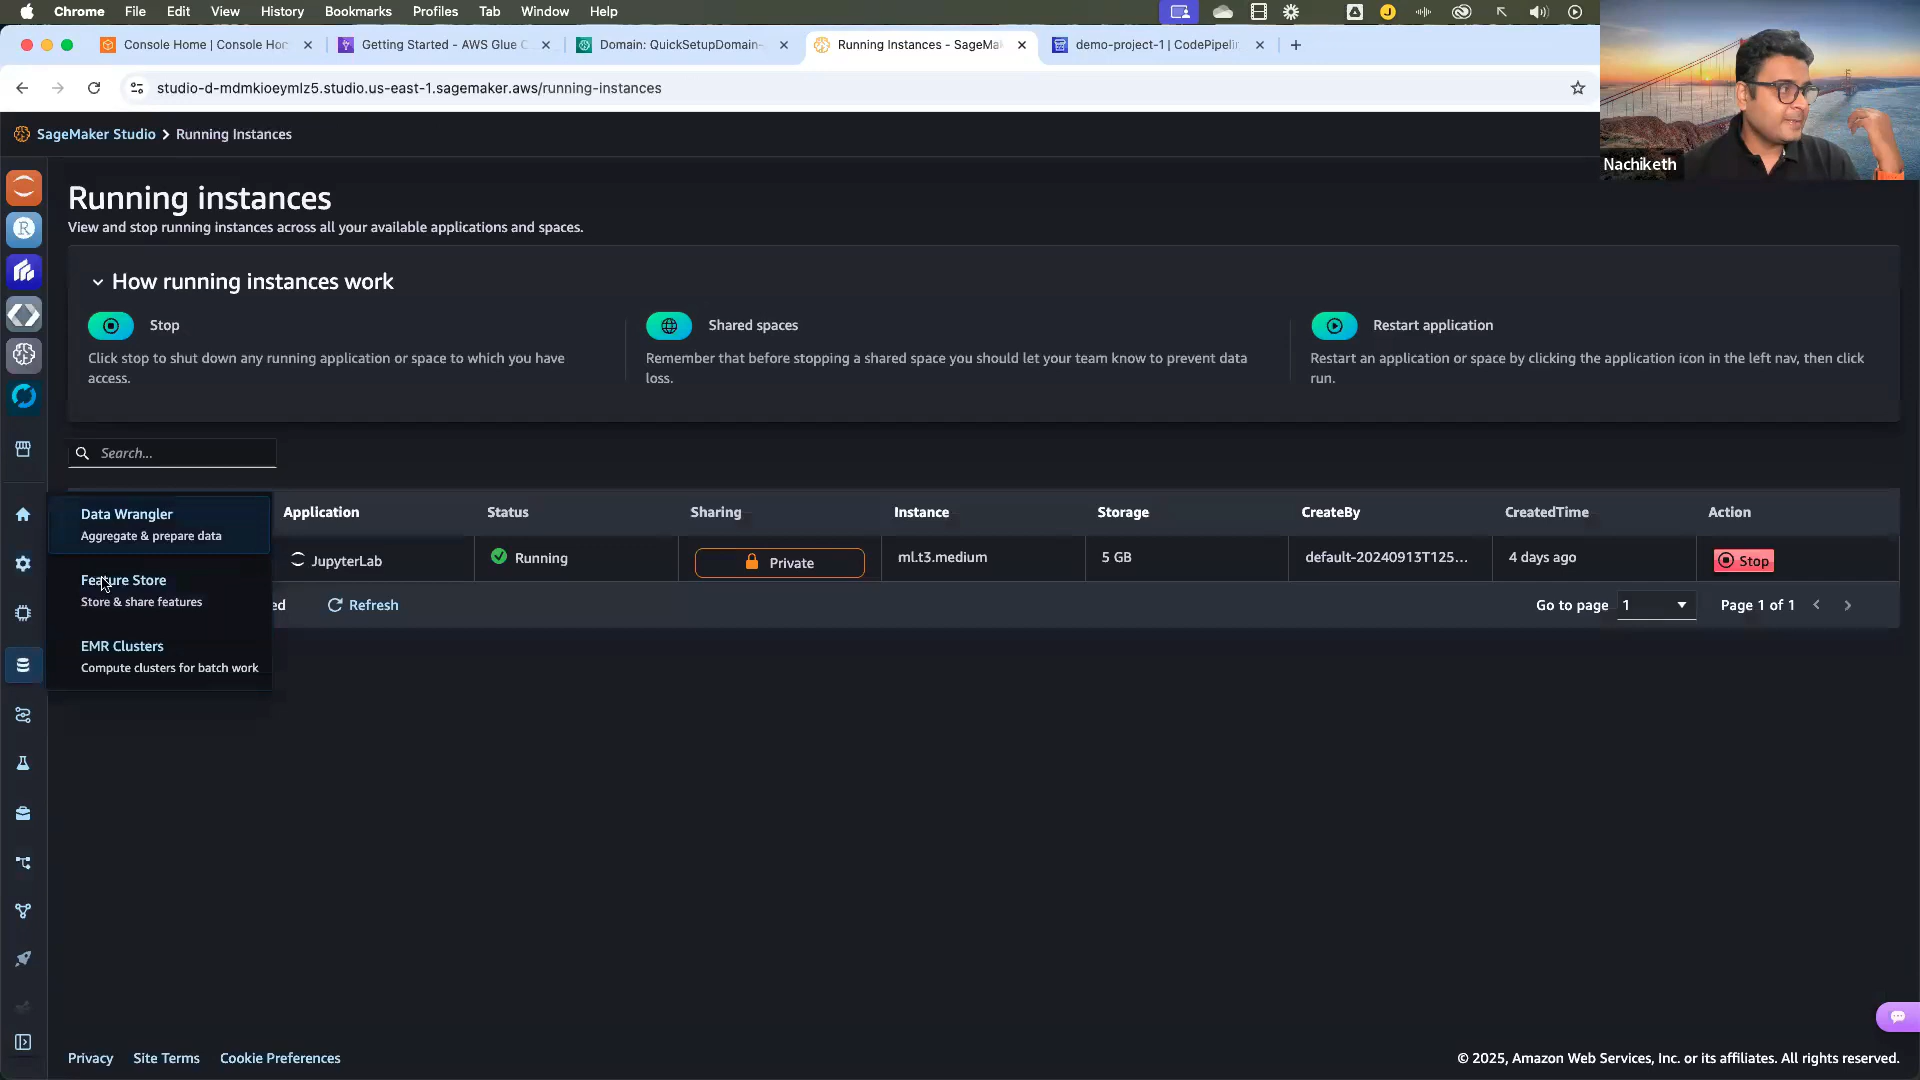 Chrome File Edit View History Bookmarks Profiles Tab Window Help
Console Home | Console Hor
Getting Started - AWS Glue C
Domain: QuickSetupDomain-
Running Instances - SageMa
demo-project-1 | CodePipelin
studio-d-mdmkioeymlz5.studio.us-east-1.sagemaker.aws/running-instances
Nachiketh
SageMaker Studio > Running Instances
Running instances
View and stop running instances across all your available applications and spaces.
How running instances work
Stop
Click stop to shut down any running application or space to which you have
access.
Shared spaces
Remember that before stopping a shared space you should let your team know to prevent data
loss.
Restart application
Restart an application or space by clicking the application icon in the left nav, then click
run.
Search...
Data Wrangler
Aggregate & prepare data
Feature Store
Store & share features
EMR Clusters
Compute clusters for batch work
Application Status Sharing Instance Storage CreateBy CreatedTime Action
JupyterLab Running Private ml.t3.medium 5 GB default-20240913T125... 4 days ago Stop
ed Refresh Go to page 1 Page 1 of 1
Privacy Site Terms Cookie Preferences
© 2025, Amazon Web Services, Inc. or its affiliates. All rights reserved.